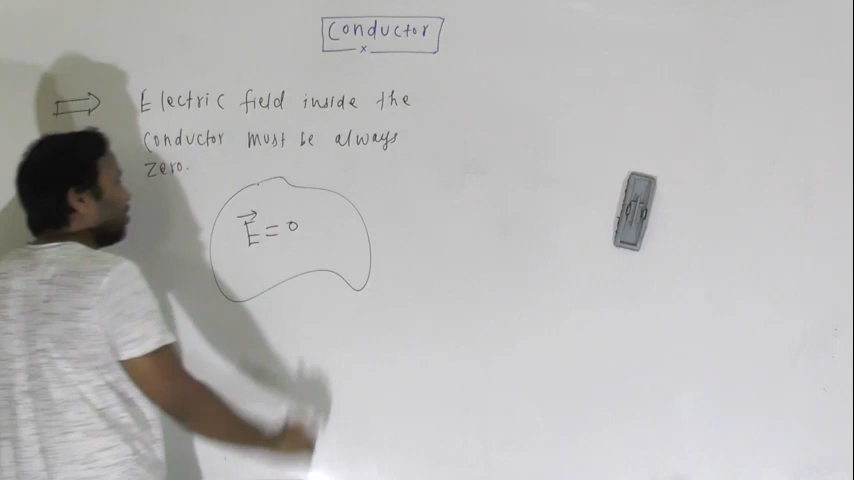 Conductor
Electric field inside the
conductor must be always
zero.
E = 0